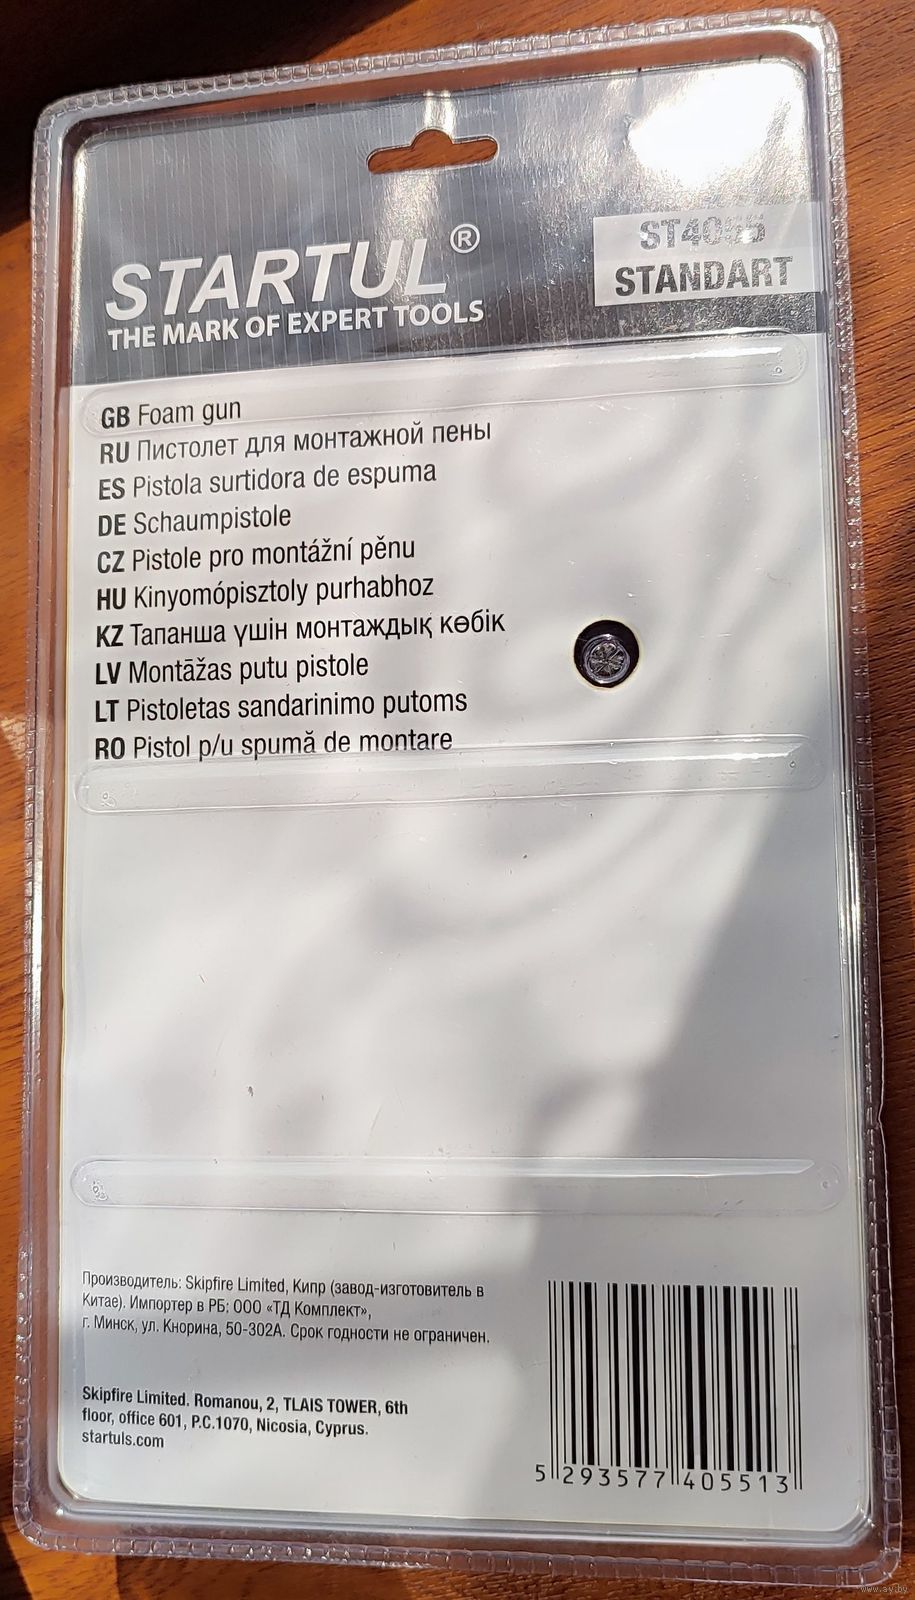 STARTUL®
THE MARK OF EXPERT TOOLS
STANDART
GB Foam gun
RU Пистолет для монтажной пены
ES Pistola surtidora de espuma
DE Schaumpistole
CZ Pistole pro montážní pěnu
HU Kinyomópisztoly purhabhoz
KZ Тапанша үшін монтаждық көбік
LV Montāžas putu pistole
LT Pistoletas sandarinimo putoms
RO Pistol p/u spumă de montare
Производитель: Skipfire Limited, Кипр (завод-изготовитель в
Китае). Импортер в РБ: ООО «ТД Комплект»,
г. Минск, ул. Кнорина, 50-302А. Срок годности не ограничен.
Skipfire Limited. Romanou, 2, TLAIS TOWER, 6th
floor, office 601, P.C.1070, Nicosia, Cyprus.
startuls.com
5 293577 405513
www.ay.by